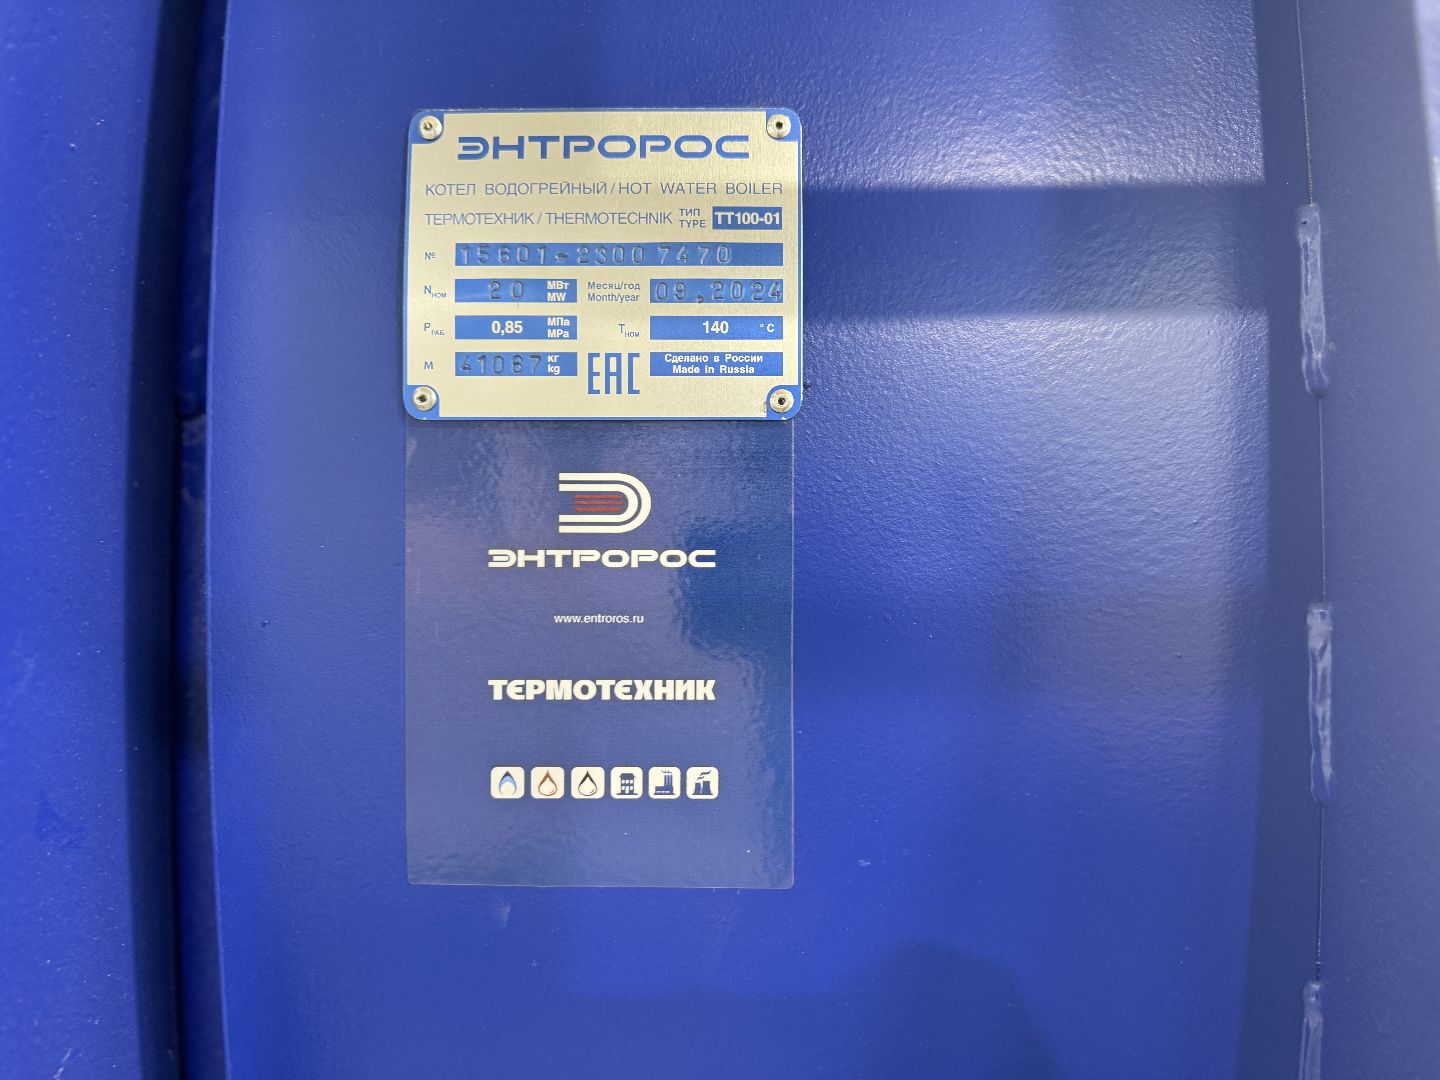 ЭНТРОРОС
КОТЕЛ ВОДОГРЕЙНЫЙ / HOT WATER BOILER
ТЕРМОТЕХНИК / THERMOTECHNIK ТИП TYPE ТТ100-01
№ 15601-23007470
Nном 20 МВт MW Месяц/год Month/year 09.2024
Pраб 0,85 МПа MPa Tном 140 °C
М 41067 кг kg EAC Сделано в России Made in Russia
ЭНТРОРОС
www.entroros.ru
ТЕРМОТЕХНИК